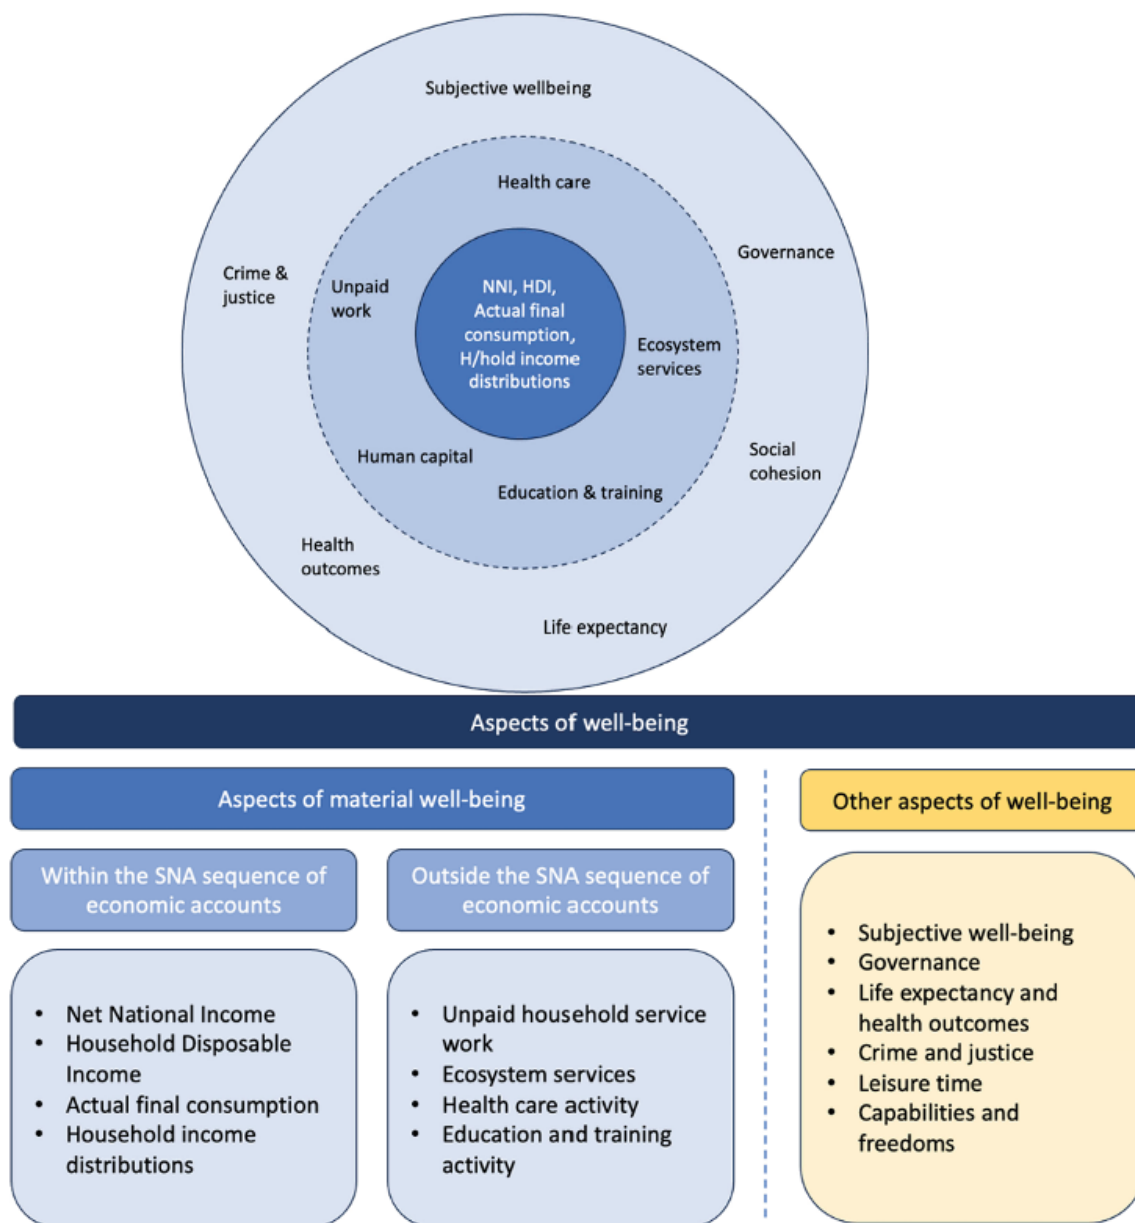 Subjective wellbeing
Health care
Governance
Crime &
justice
Unpaid
work
NNI, HDI,
Actual final
consumption,
H/hold income
distributions
Ecosystem
services
Human capital
Social
cohesion
Education & training
Health
outcomes
Life expectancy
Aspects of well-being
Aspects of material well-being
Other aspects of well-being
Within the SNA sequence of
economic accounts
Outside the SNA sequence of
economic accounts
• Net National Income
• Household Disposable
Income
• Actual final consumption
• Household income
distributions
• Unpaid household service
work
• Ecosystem services
• Health care activity
• Education and training
activity
• Subjective well-being
• Governance
• Life expectancy and
health outcomes
• Crime and justice
• Leisure time
• Capabilities and
freedoms